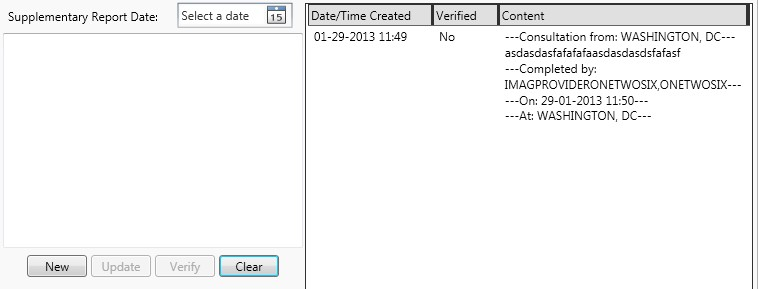 Supplementary Report Date: Select a date 15
New Update Verify Clear
Date/Time Created Verified Content
01-29-2013 11:49 No ---Consultation from: WASHINGTON, DC---
asdasdasfafafafaasdasdasdsfafasf
---Completed by:
IMAGPROVIDERONETWOSIX,ONETWOSIX---
---On: 29-01-2013 11:50---
---At: WASHINGTON, DC---